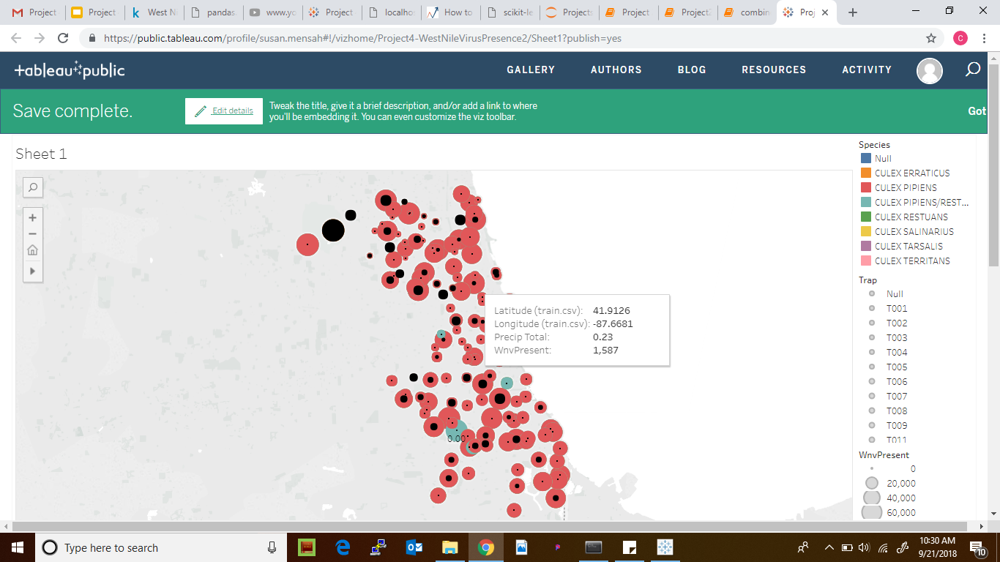 Project
Project
West Ni
pandas.
www.yo
Project
localho
How to
scikit-le
Projects
Project
Project2
combin
Proj
https://public.tableau.com/profile/susan.mensah#!/vizhome/Project4-WestNileVirusPresence2/Sheet1?publish=yes
C
+ableau public
GALLERY
AUTHORS
BLOG
RESOURCES
ACTIVITY
Save complete.
Edit details
Tweak the title, give it a brief description, and/or add a link to where
you'll be embedding it. You can even customize the viz toolbar.
Got
Sheet 1
Species
Null
CULEX ERRATICUS
CULEX PIPIENS
CULEX PIPIENS/REST...
CULEX RESTUANS
CULEX SALINARIUS
CULEX TARSALIS
CULEX TERRITANS
Trap
Null
T001
T002
T003
T004
T005
T006
T007
T008
T009
T011
WnvPresent
0
20,000
40,000
60,000
Latitude (train.csv): 41.9126
Longitude (train.csv): -87.6681
Precip Total: 0.23
WnvPresent: 1,587
0.00
Type here to search
10:30 AM
9/21/2018
10